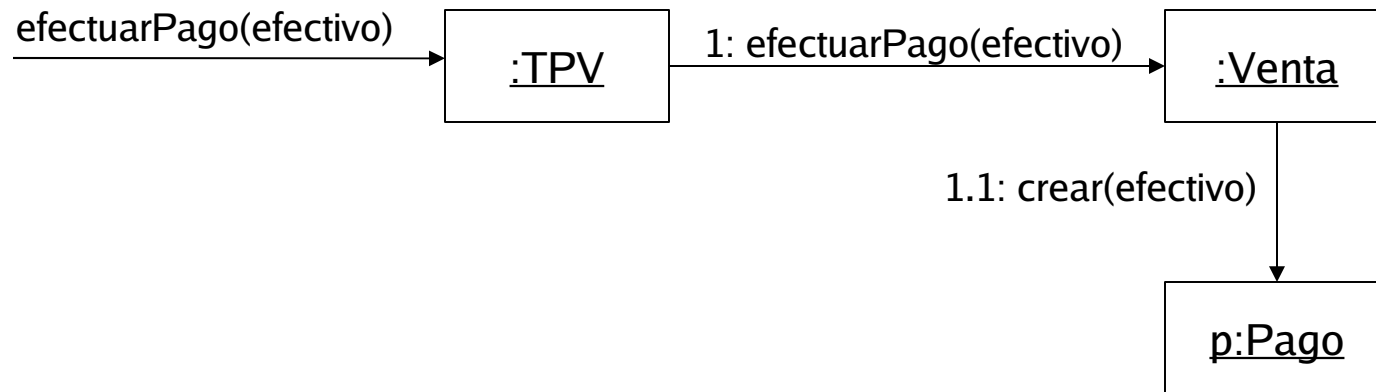 efectuarPago(efectivo)
:TPV
1: efectuarPago(efectivo)
:Venta
1.1: crear(efectivo)
p:Pago